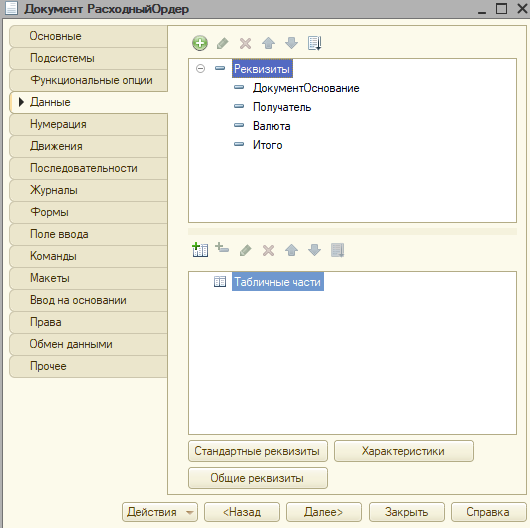 Документ РасходныйОрдер
Основные
Подсистемы
Функциональные опции
Данные
Нумерация
Движения
Последовательности
Журналы
Формы
Поле ввода
Команды
Макеты
Ввод на основании
Права
Обмен данными
Прочее
Реквизиты
ДокументОснование
Получатель
Валюта
Итого
Табличные части
Стандартные реквизиты
Характеристики
Общие реквизиты
Действия
<Назад
Далее>
Закрыть
Справка